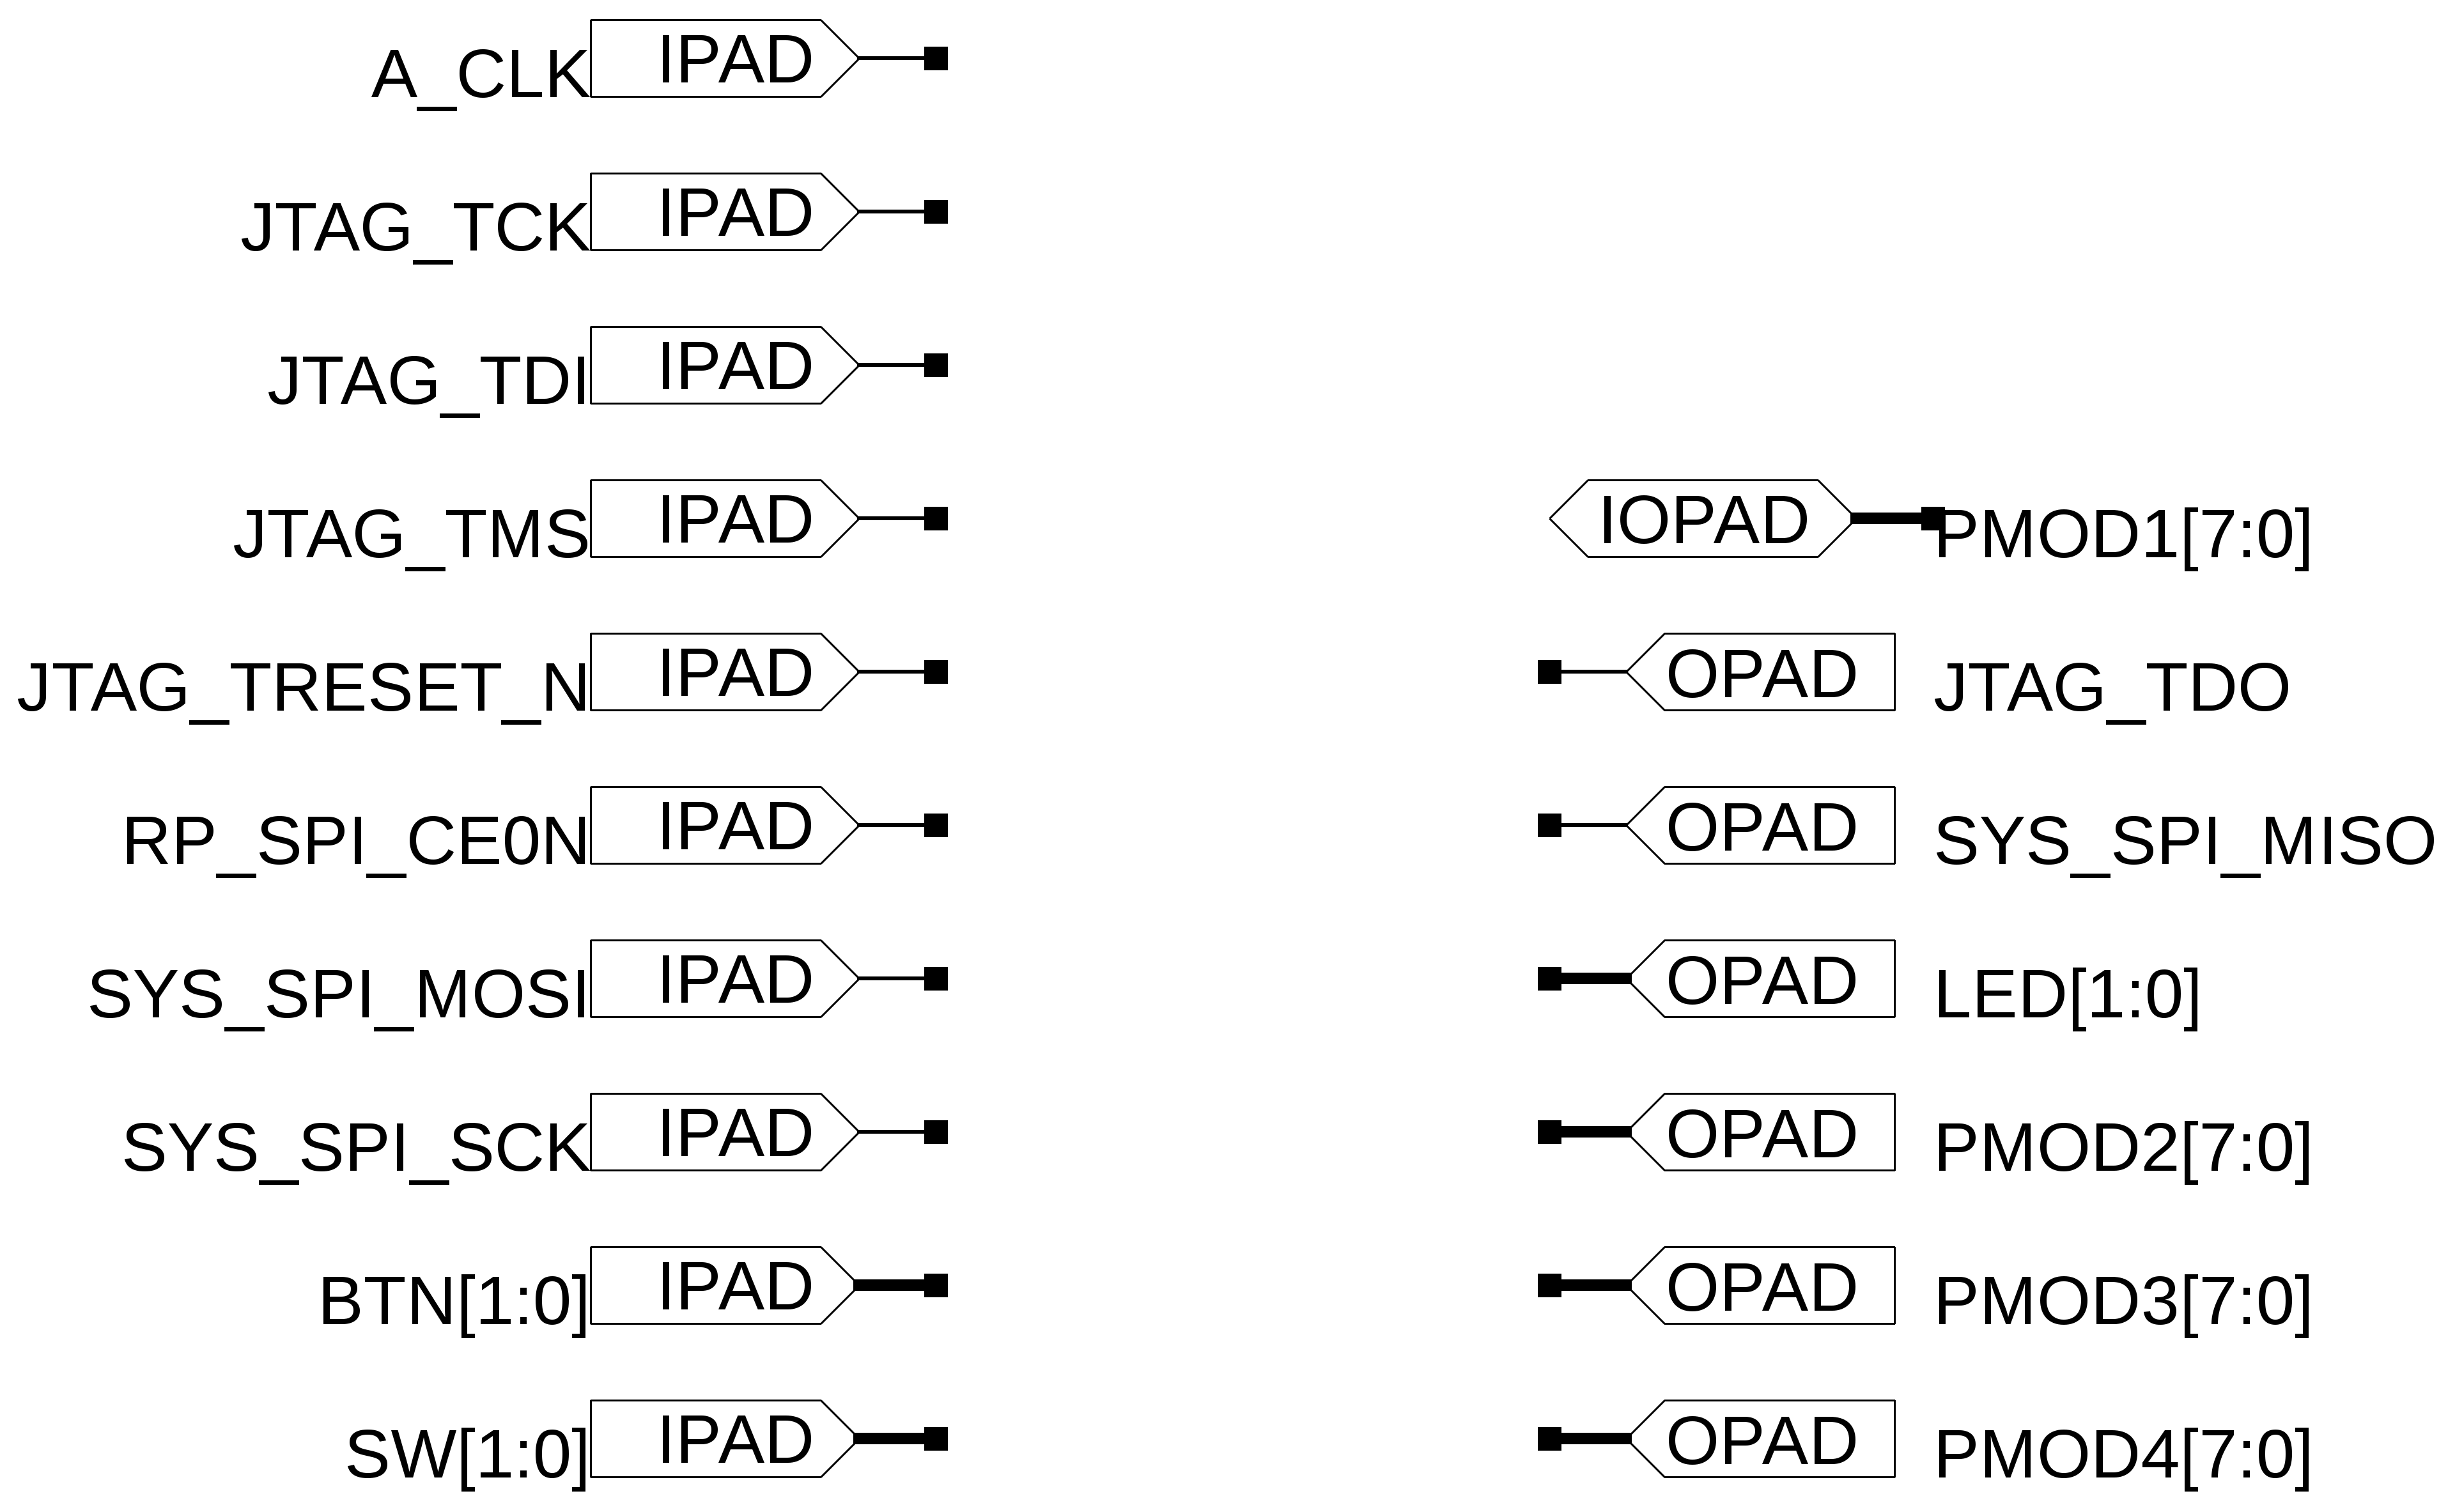 A_CLK IPAD
JTAG_TCK IPAD
JTAG_TDI IPAD
JTAG_TMS IPAD IOPAD PMOD1[7:0]
JTAG_TRESET_N IPAD OPAD JTAG_TDO
RP_SPI_CE0N IPAD OPAD SYS_SPI_MISO
SYS_SPI_MOSI IPAD OPAD LED[1:0]
SYS_SPI_SCK IPAD OPAD PMOD2[7:0]
BTN[1:0] IPAD OPAD PMOD3[7:0]
SW[1:0] IPAD OPAD PMOD4[7:0]